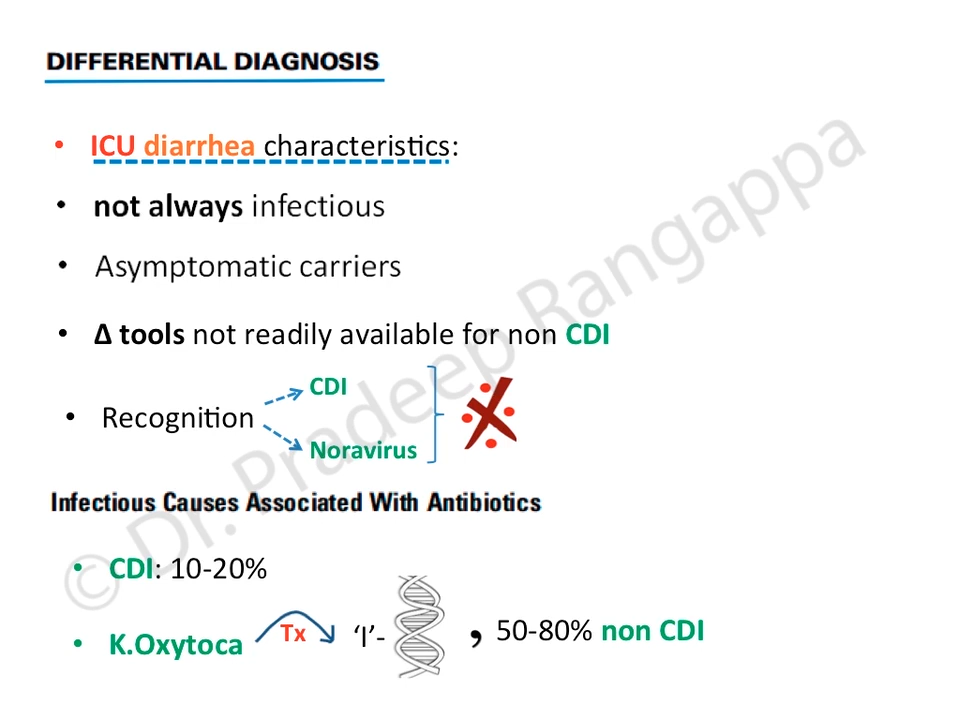 DIFFERENTIAL DIAGNOSIS
• ICU diarrhea characteristics:
• not always infectious
• Asymptomatic carriers
• Δ tools not readily available for non CDI
• Recognition
CDI
Noravirus
Infectious Causes Associated With Antibiotics
• CDI: 10-20%
• K.Oxytoca Tx ‘I’- , 50-80% non CDI
© Dr. Pradeep Rangappa